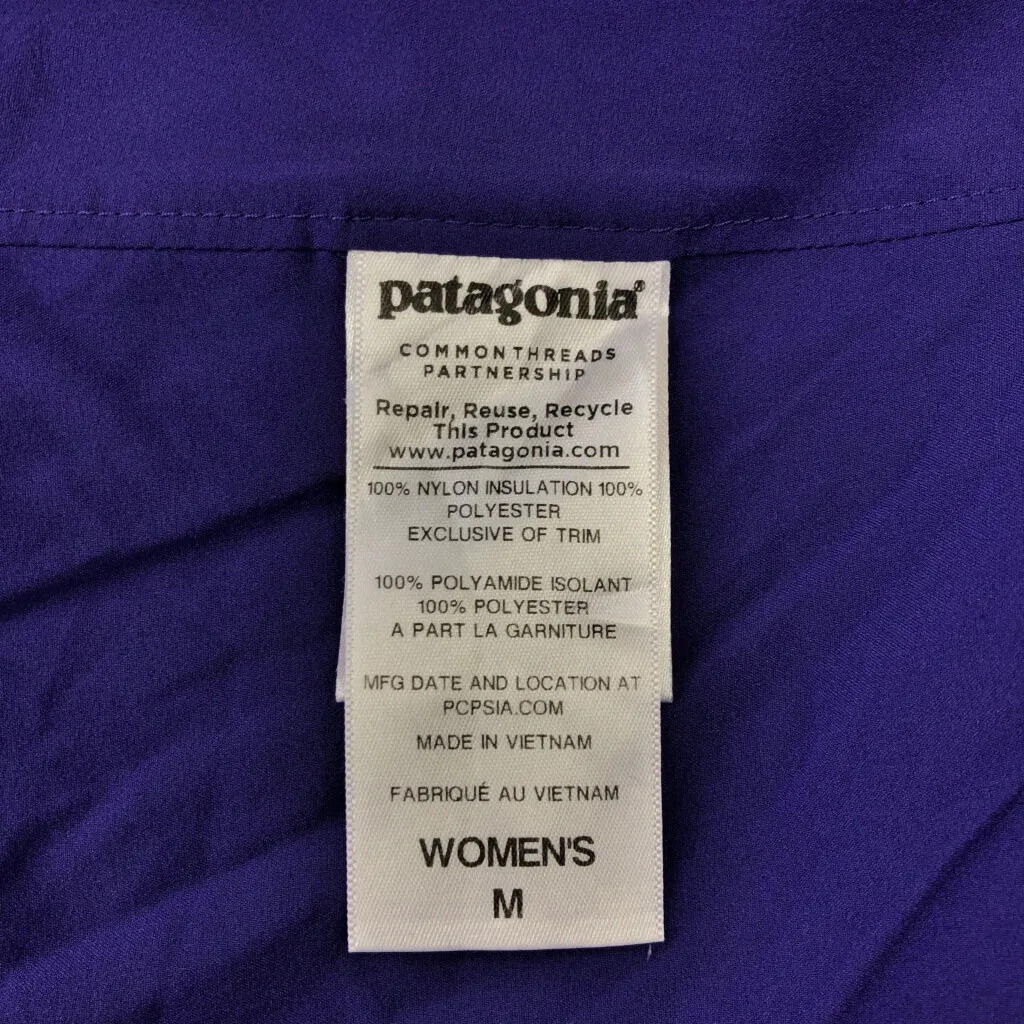 patagonia®
COMMON THREADS
PARTNERSHIP
Repair, Reuse, Recycle
This Product
www.patagonia.com
100% NYLON INSULATION 100%
POLYESTER
EXCLUSIVE OF TRIM
100% POLYAMIDE ISOLANT
100% POLYESTER
A PART LA GARNITURE
MFG DATE AND LOCATION AT
PCPSIA.COM
MADE IN VIETNAM
FABRIQUÉ AU VIETNAM
WOMEN'S
M